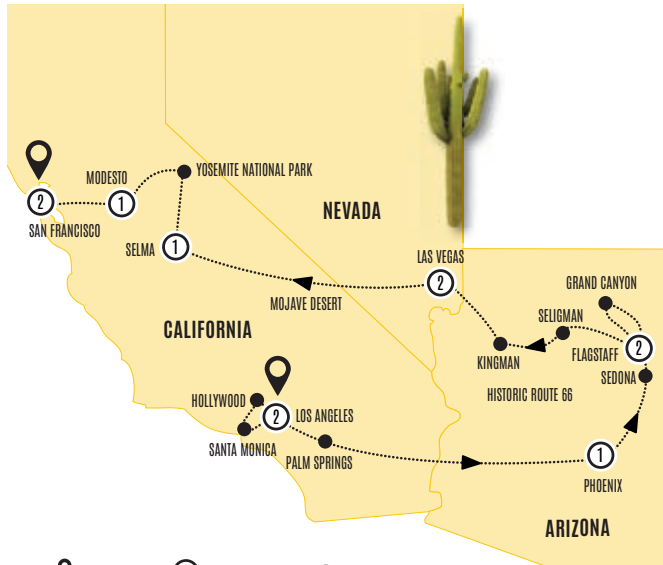 YOSEMITE NATIONAL PARK
MODESTO
2
1
NEVADA
SAN FRANCISCO
SELMA
1
LAS VEGAS
2
GRAND CANYON
MOJAVE DESERT
SELIGMAN
CALIFORNIA
KINGMAN
FLAGSTAFF
2
SEDONA
HISTORIC ROUTE 66
HOLLYWOOD
2
LOS ANGELES
SANTA MONICA
PALM SPRINGS
1
PHOENIX
ARIZONA